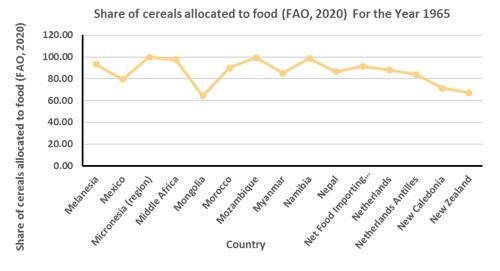 Share of cereals allocated to food (FAO, 2020)  For the Year 1965
Share of cereals allocated to food (FAO, 2020)
120.00
100.00
80.00
60.00
40.00
20.00
0.00
Melanesia
Mexico
Micronesia (region)
Middle Africa
Mongolia
Morocco
Mozambique
Myanmar
Namibia
Nepal
Net Food Importing...
Netherlands
Netherlands Antilles
New Caledonia
New Zealand
Country